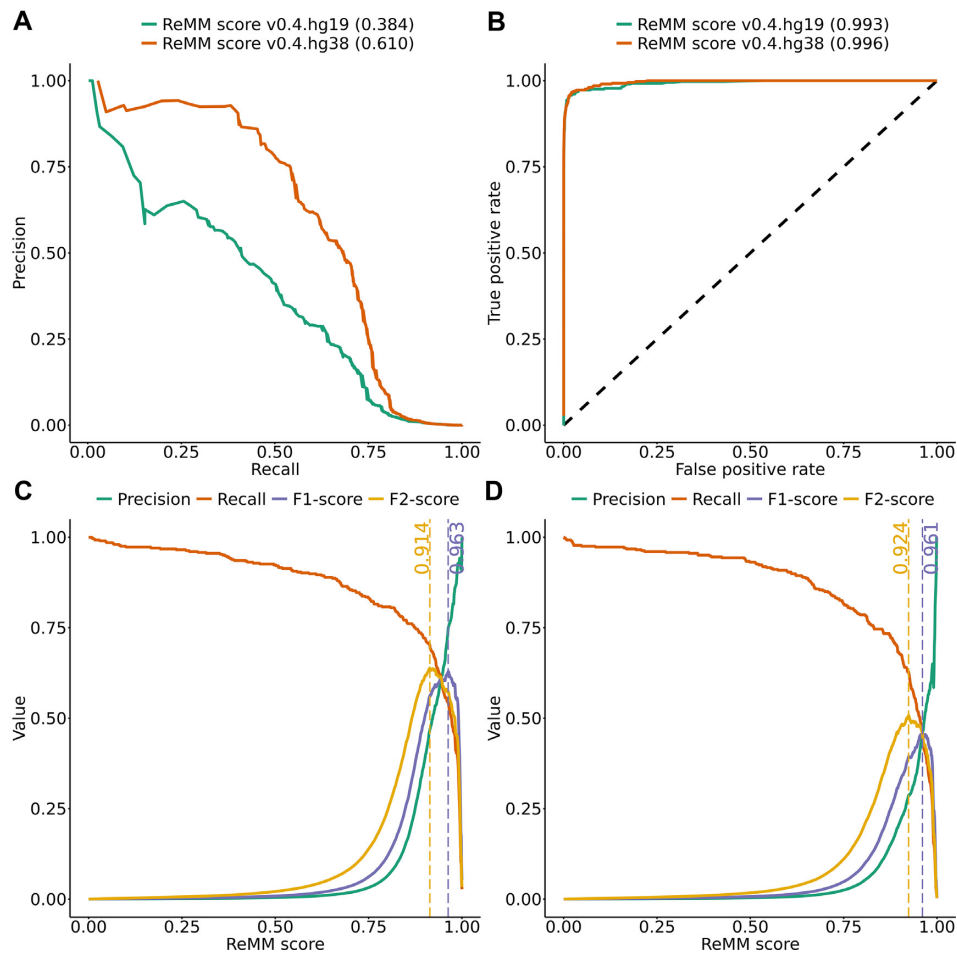 A
ReMM score v0.4.hg19 (0.384)
ReMM score v0.4.hg38 (0.610)
1.00
0.75
0.50
0.25
0.00
Precision
0.00 0.25 0.50 0.75 1.00
Recall
B
ReMM score v0.4.hg19 (0.993)
ReMM score v0.4.hg38 (0.996)
1.00
0.75
0.50
0.25
0.00
True positive rate
0.00 0.25 0.50 0.75 1.00
False positive rate
C
Precision Recall F1-score F2-score
0.914
0.963
1.00
0.75
0.50
0.25
0.00
Value
0.00 0.25 0.50 0.75 1.00
ReMM score
D
Precision Recall F1-score F2-score
0.924
0.961
1.00
0.75
0.50
0.25
0.00
Value
0.00 0.25 0.50 0.75 1.00
ReMM score